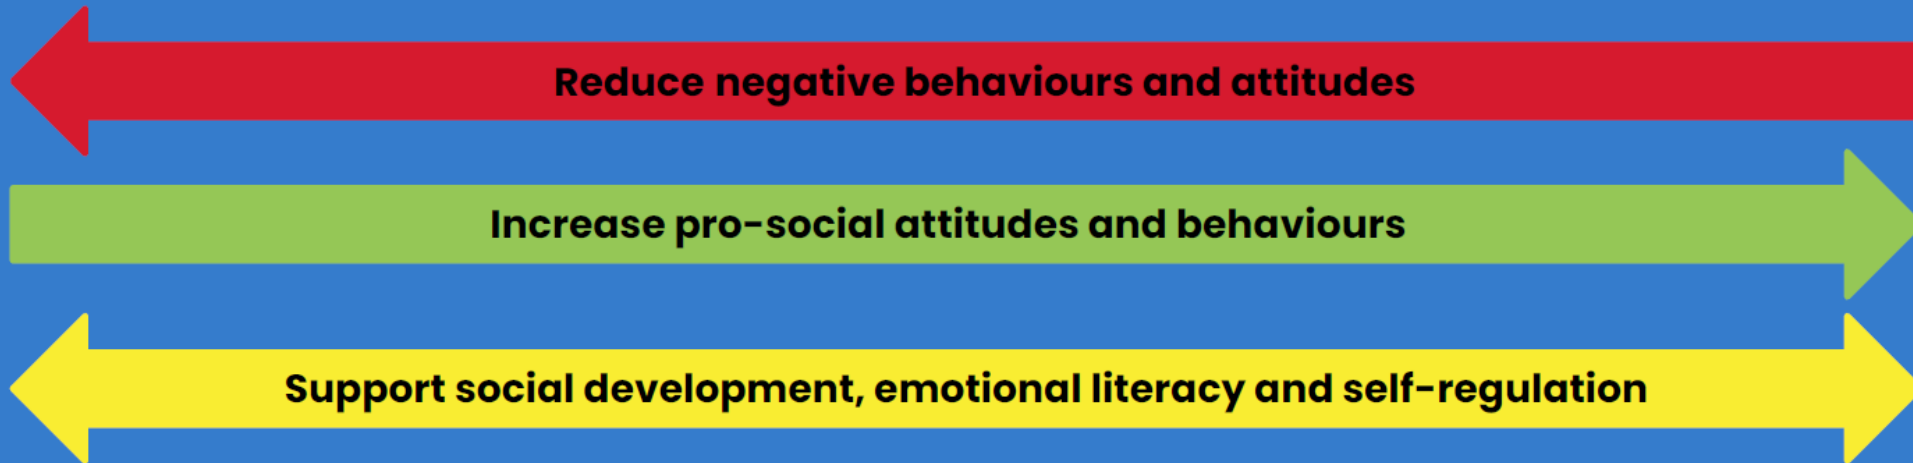 Reduce negative behaviours and attitudes
Increase pro-social attitudes and behaviours
Support social development, emotional literacy and self-regulation